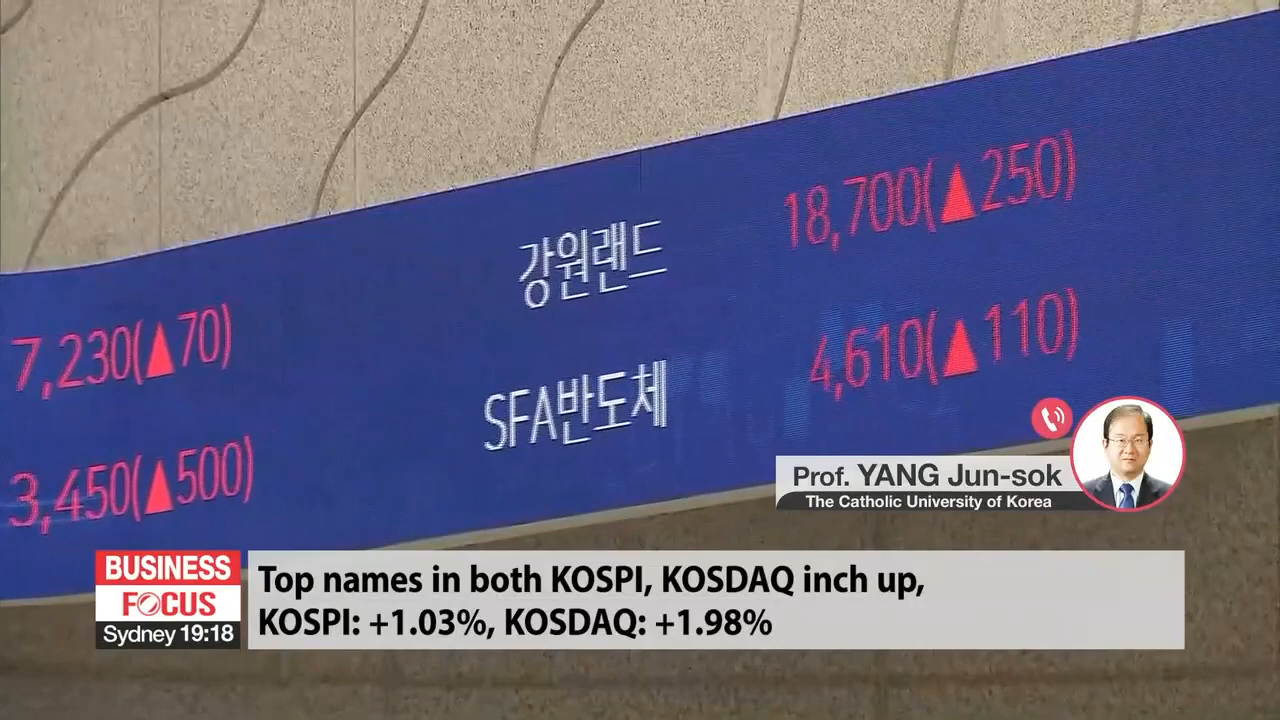 강원랜드
18,700(▲250)
7,230(▲70)
SFA반도체
4,610(▲110)
3,450(▲500)
Prof. YANG Jun-sok
The Catholic University of Korea
BUSINESS
FOCUS
Sydney 19:18
Top names in both KOSPI, KOSDAQ inch up,
KOSPI: +1.03%, KOSDAQ: +1.98%